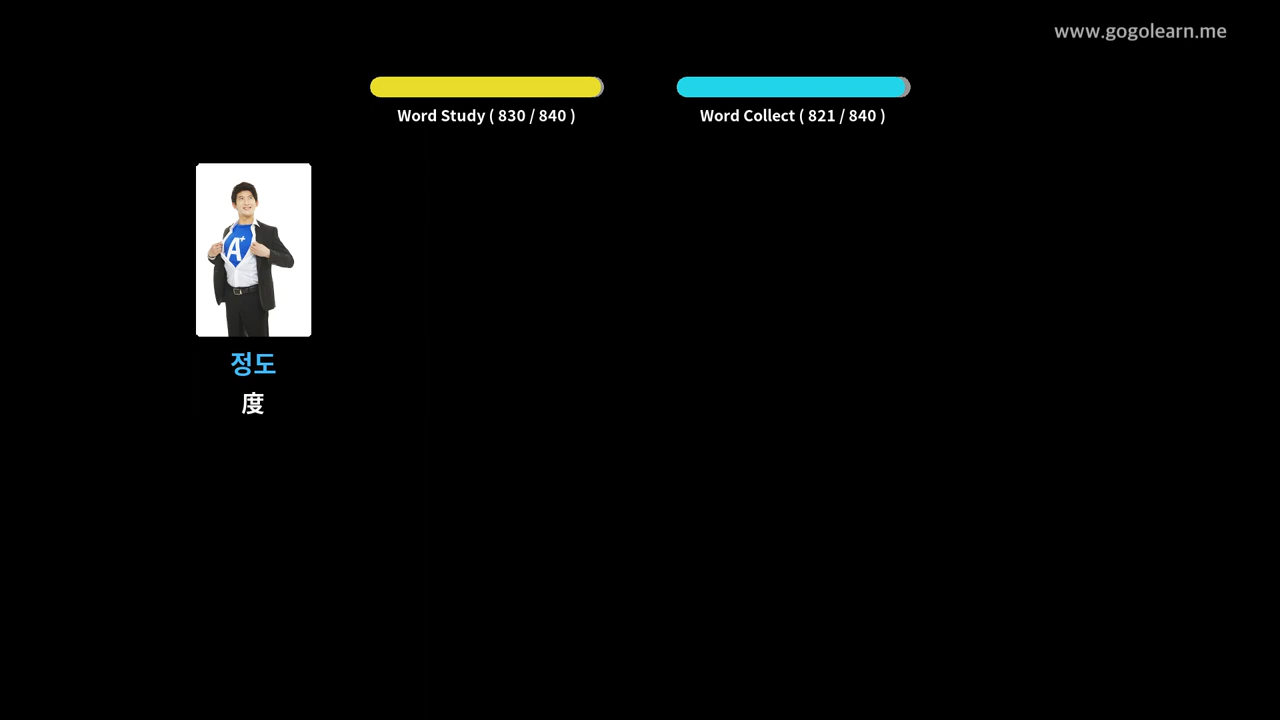 www.gogolearn.me
Word Study ( 830 / 840 )
Word Collect ( 821 / 840 )
A+
정도
度